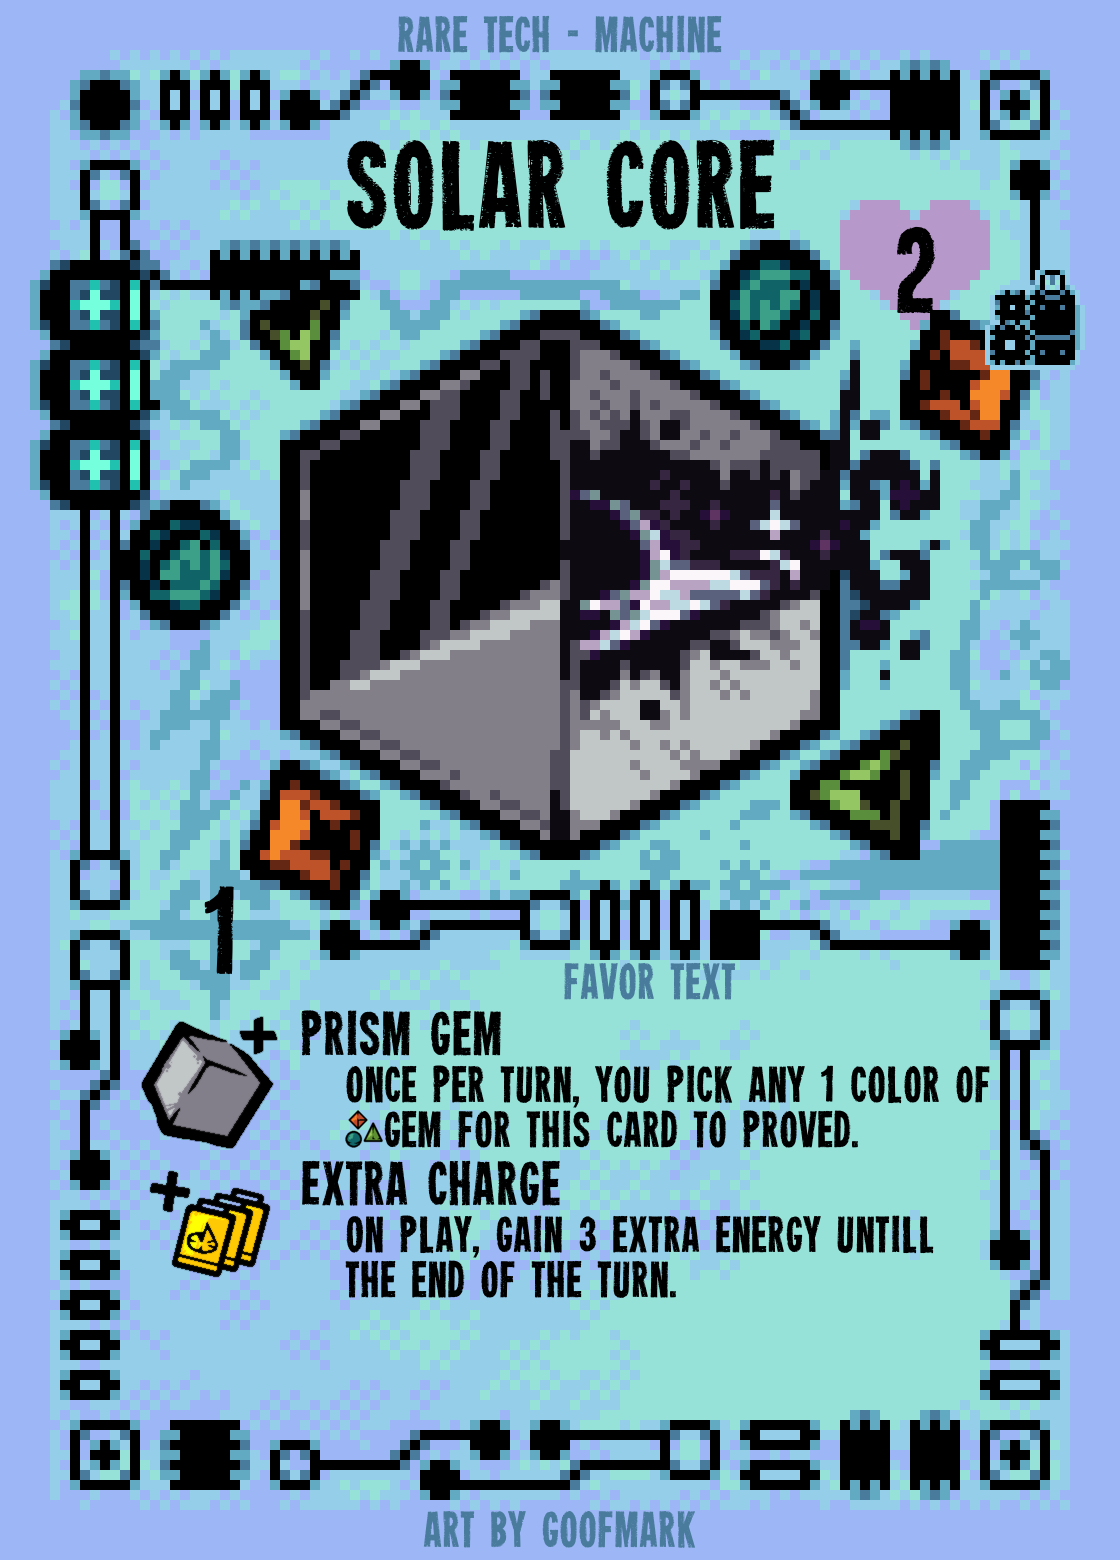 RARE TECH - MACHINE
SOLAR CORE
2
1
FAVOR TEXT
PRISM GEM
ONCE PER TURN, YOU PICK ANY 1 COLOR OF
GEM FOR THIS CARD TO PROVED.
EXTRA CHARGE
ON PLAY, GAIN 3 EXTRA ENERGY UNTILL
THE END OF THE TURN.
ART BY GOOFMARK